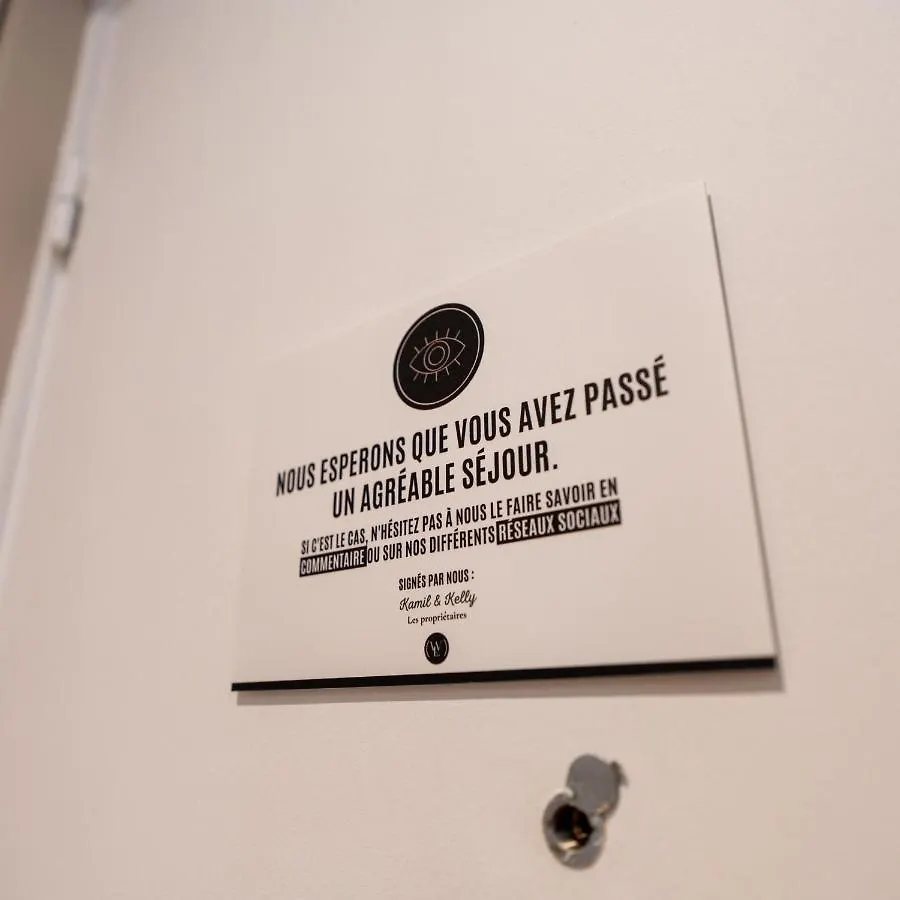 NOUS ESPERONS QUE VOUS AVEZ PASSÉ
UN AGRÉABLE SÉJOUR.
SI C'EST LE CAS, N'HÉSITEZ PAS À NOUS LE FAIRE SAVOIR EN
COMMENTAIRE OU SUR NOS DIFFÉRENTS RÉSEAUX SOCIAUX
SIGNÉS PAR NOUS :
Kamil & Kelly
Les propriétaires